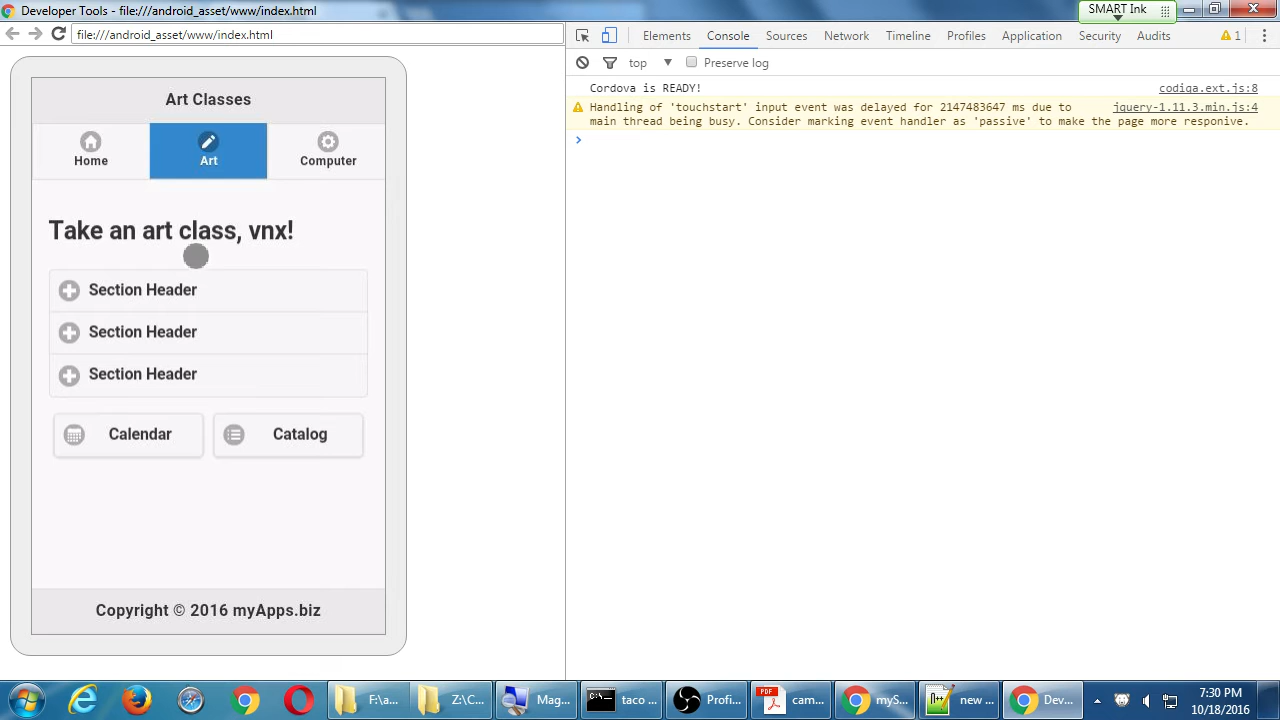 Developer Tools - file:///android_asset/www/index.html
SMART Ink
file:///android_asset/www/index.html
Elements Console Sources Network Timeline Profiles Resources Application Security Audits 1
top Preserve log
Art Classes
Home Art Computer
Take an art class, vnx!
Section Header
Section Header
Section Header
Calendar Catalog
Copyright © 2016 myApps.biz
Cordova is READY! codiqa.ext.js:8
Handling of 'touchstart' input event was delayed for 2147483647 ms due to jquery-1.11.3.min.js:4
main thread being busy. Consider marking event handler as 'passive' to make the page more responive.
F:\a... Z:\C... Mag... taco ... Profi... PDF cam... myS... new ... Dev... 7:30 PM
10/18/2016